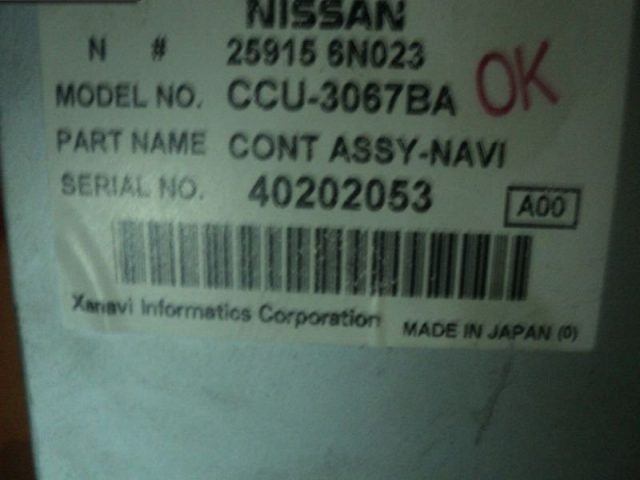 NISSAN
N # 25915 6N023
OK
MODEL NO. CCU-3067BA
PART NAME CONT ASSY-NAVI
SERIAL NO. 40202053
A00
Xanavi Informatics Corporation
MADE IN JAPAN (0)